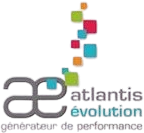 æ atlantis
évolution
générateur de performance